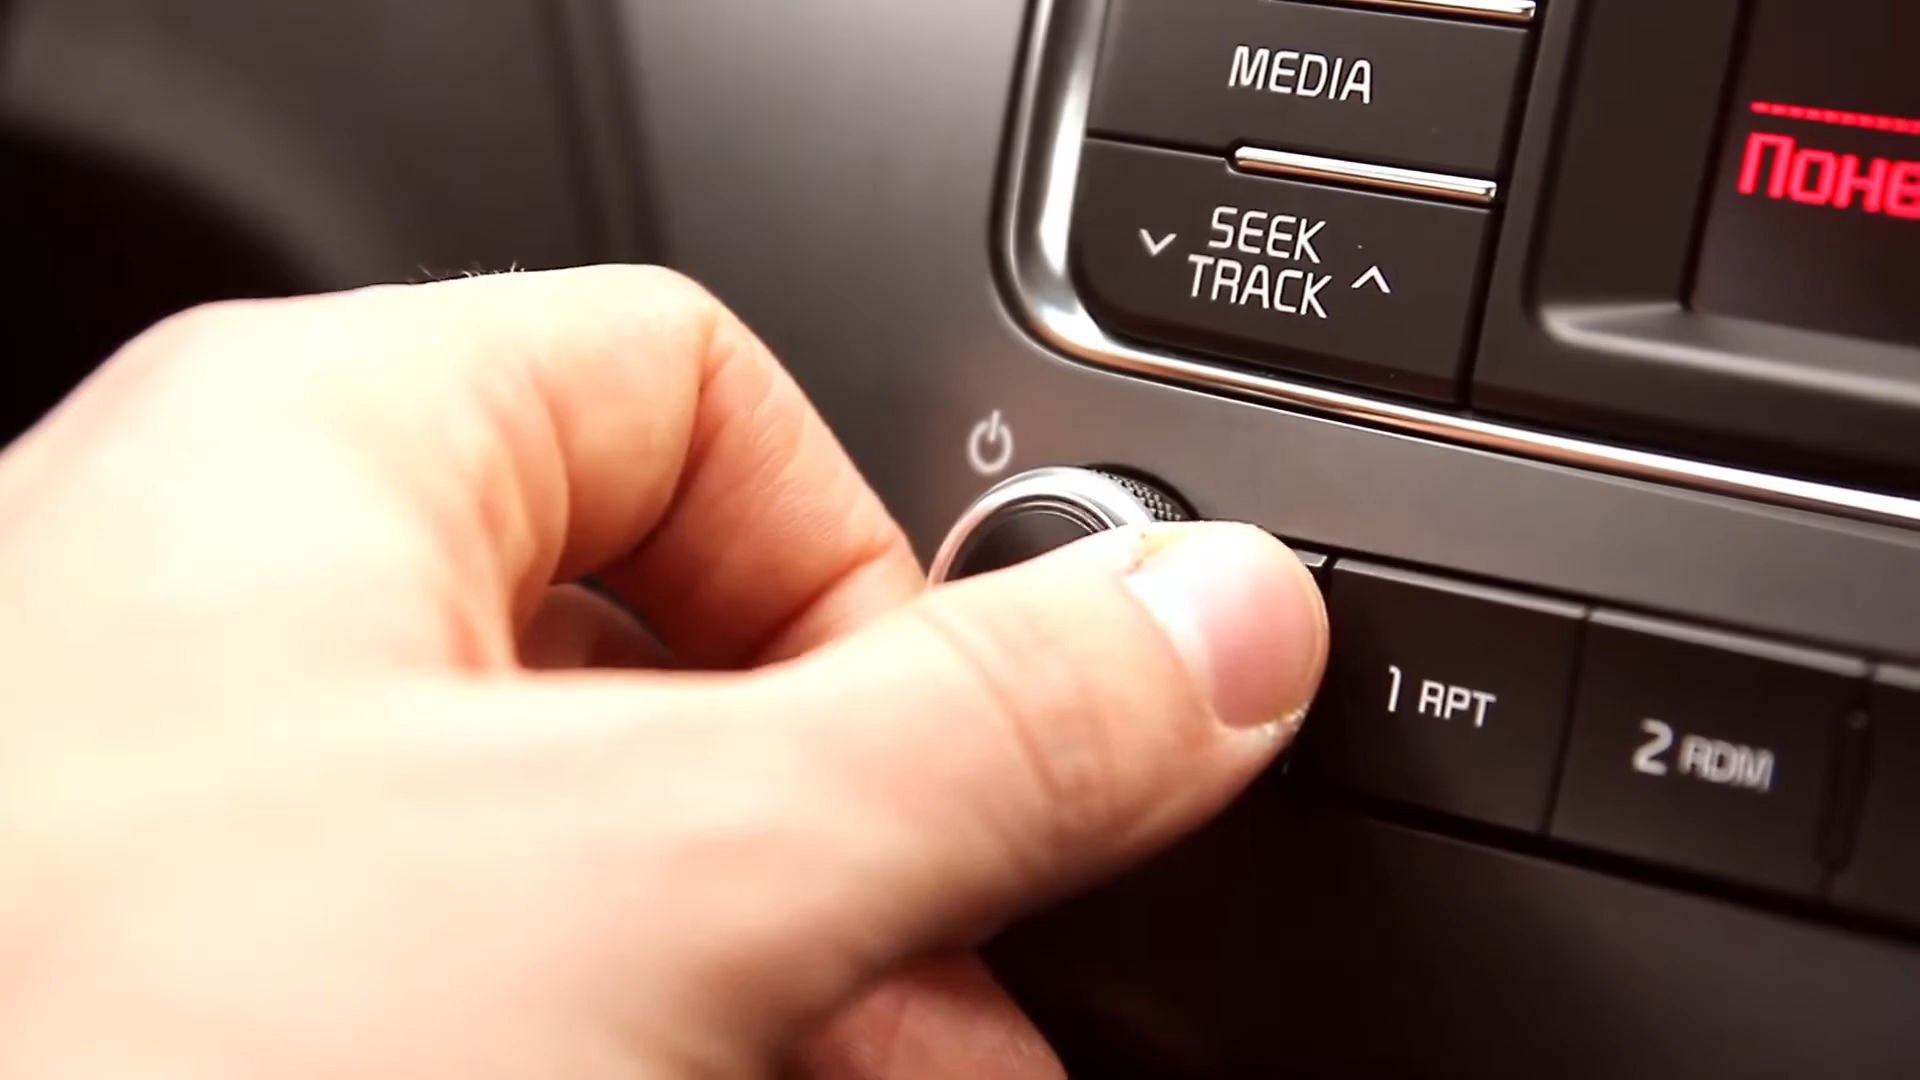 MEDIA
Поне
SEEK
TRACK
1 RPT
2 RDM